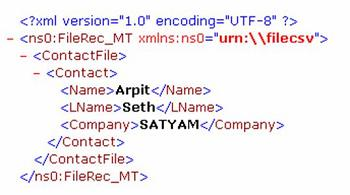 <?xml version="1.0" encoding="UTF-8" ?>
- <ns0:FileRec_MT xmlns:ns0="urn:\\filecsv">
- <ContactFile>
- <Contact>
<Name>Arpit</Name>
<LName>Seth</LName>
<Company>SATYAM</Company>
</Contact>
</ContactFile>
</ns0:FileRec_MT>